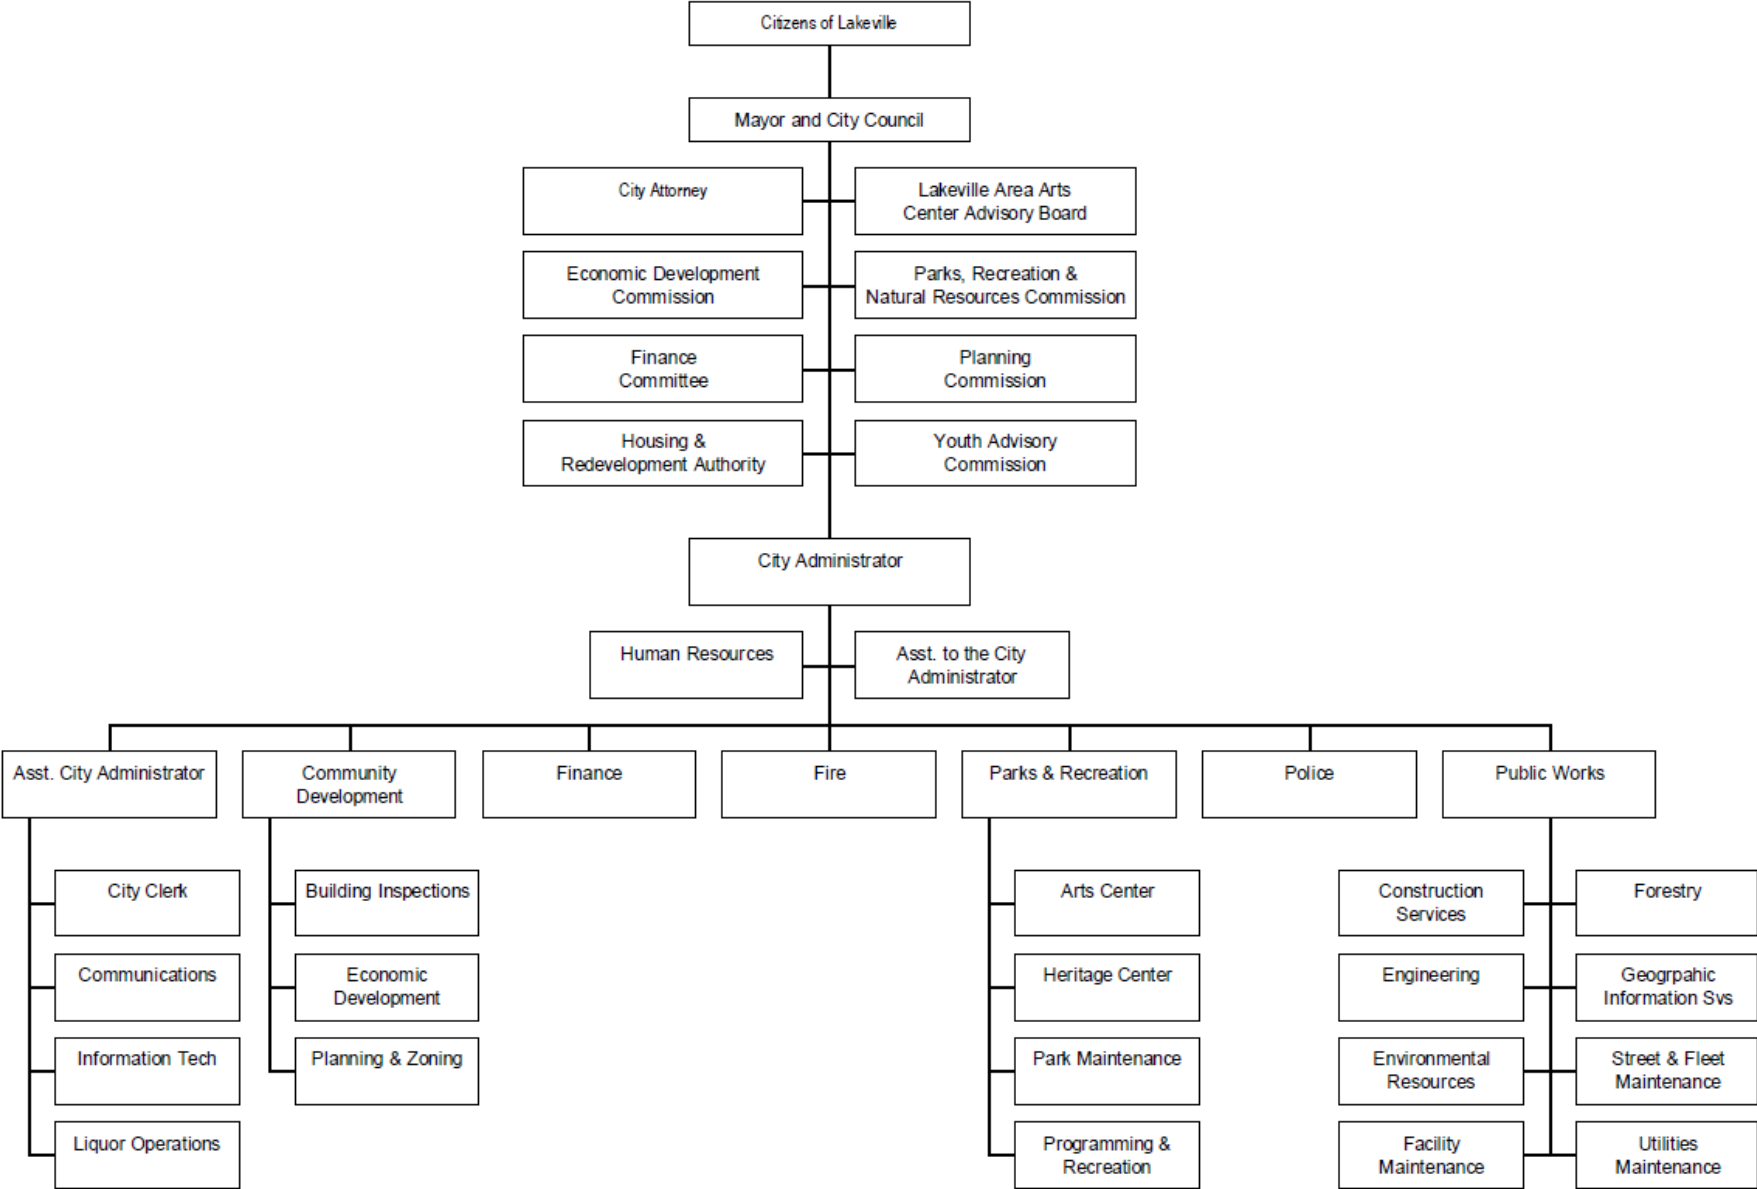 Citizens of Lakeville
Mayor and City Council
City Attorney
Lakeville Area Arts
Center Advisory Board
Economic Development
Commission
Parks, Recreation &
Natural Resources Commission
Finance
Committee
Planning
Commission
Housing &
Redevelopment Authority
Youth Advisory
Commission
City Administrator
Human Resources
Asst. to the City
Administrator
Asst. City Administrator
Community
Development
Finance
Fire
Parks & Recreation
Police
Public Works
City Clerk
Communications
Information Tech
Liquor Operations
Building Inspections
Economic
Development
Planning & Zoning
Arts Center
Heritage Center
Park Maintenance
Programming &
Recreation
Construction
Services
Forestry
Engineering
Geogrpahic
Information Svs
Environmental
Resources
Street & Fleet
Maintenance
Facility
Maintenance
Utilities
Maintenance